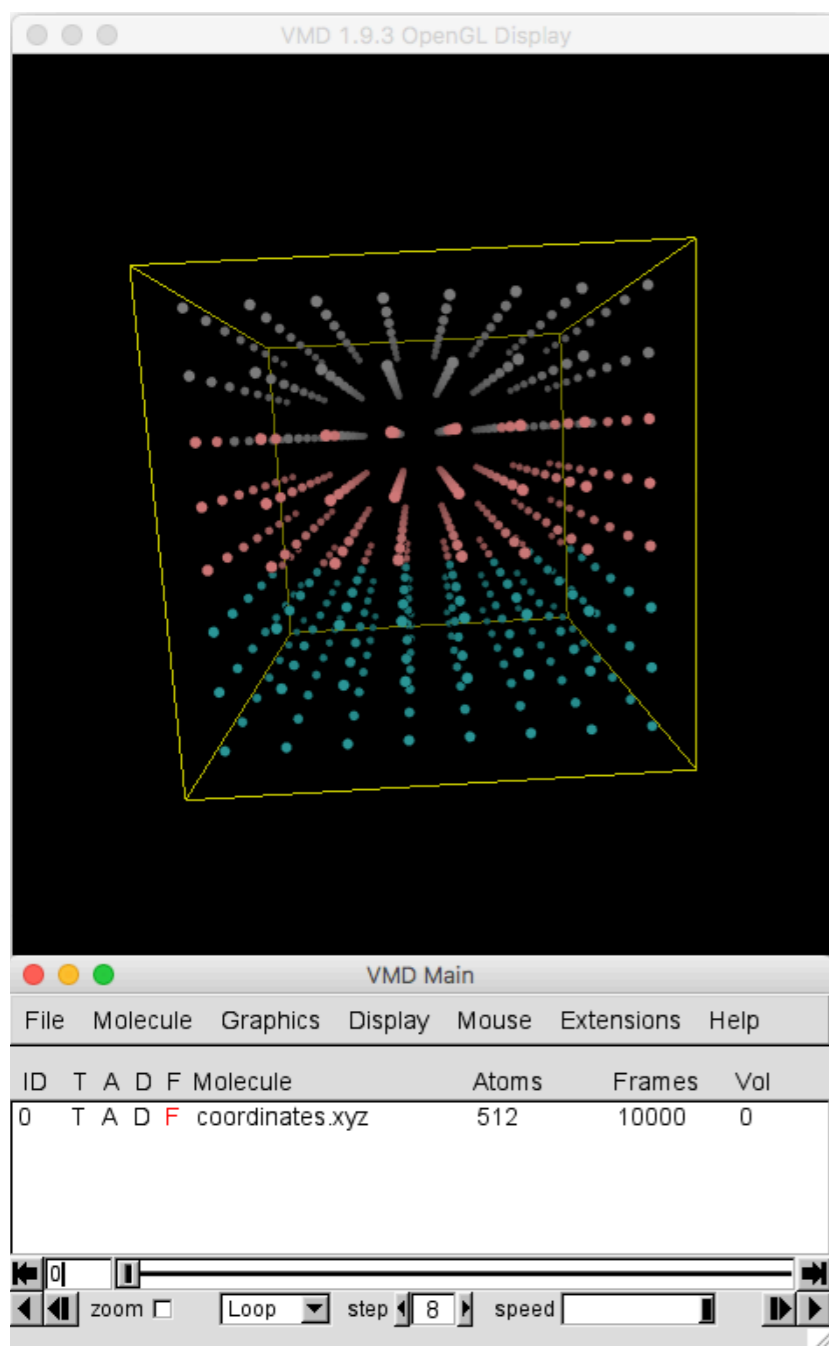 VMD 1.9.3 OpenGL Display
VMD Main
File Molecule Graphics Display Mouse Extensions Help
ID T A D F Molecule Atoms Frames Vol
0 T A D F coordinates.xyz 512 10000 0
0
zoom Loop step 8 speed